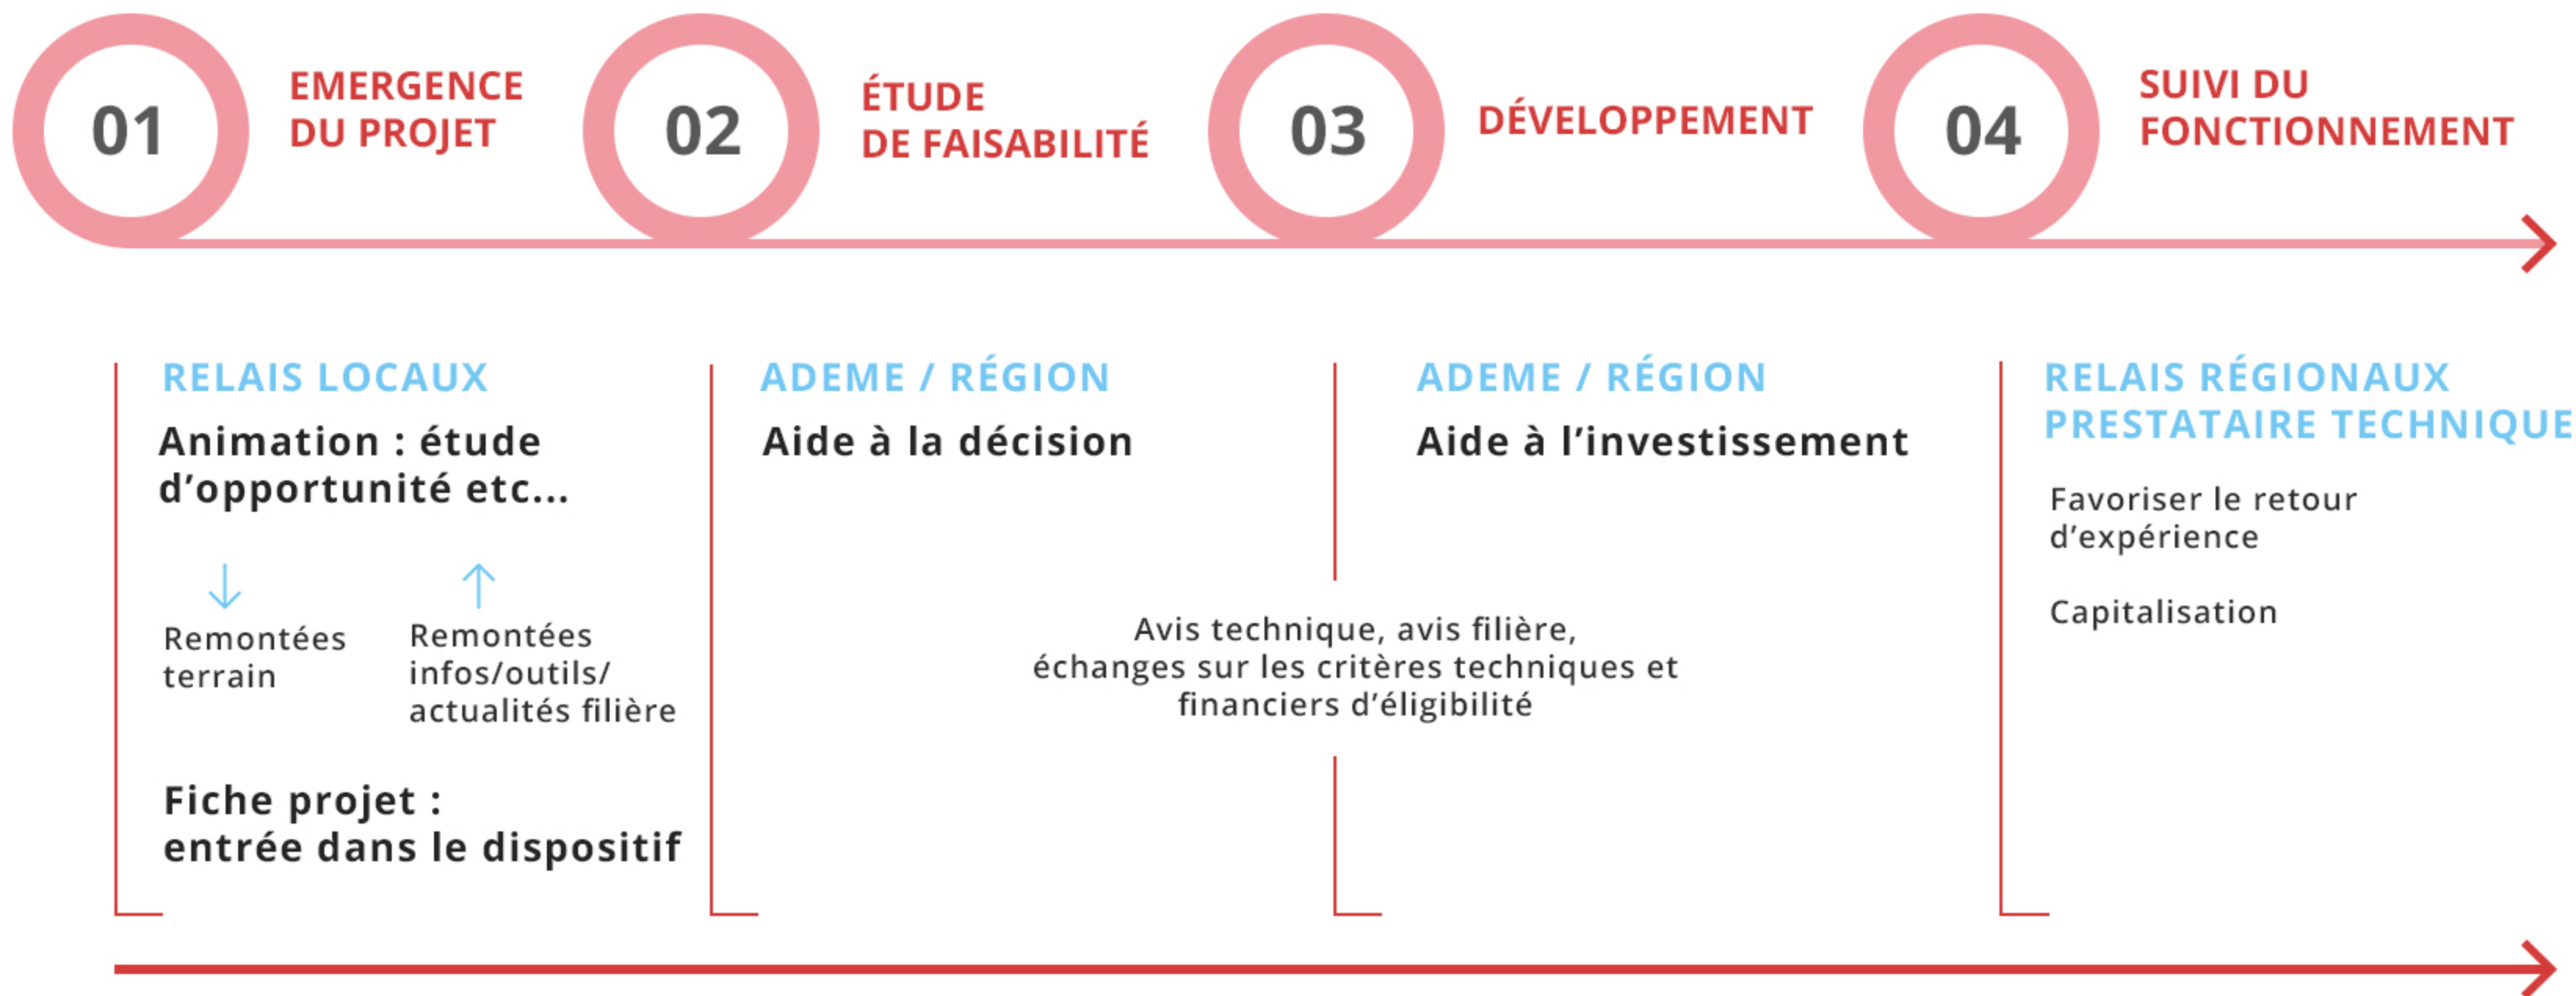 01
EMERGENCE
DU PROJET
02
ÉTUDE
DE FAISABILITÉ
03
DÉVELOPPEMENT
04
SUIVI DU
FONCTIONNEMENT
RELAIS LOCAUX
Animation : étude
d'opportunité etc...
Remontées
terrain
Remontées
infos/outils/
actualités filière
Fiche projet :
entrée dans le dispositif
ADEME / RÉGION
Aide à la décision
ADEME / RÉGION
Aide à l'investissement
Avis technique, avis filière,
échanges sur les critères techniques et
financiers d'éligibilité
RELAIS RÉGIONAUX
PRESTATAIRE TECHNIQUE
Favoriser le retour
d'expérience
Capitalisation